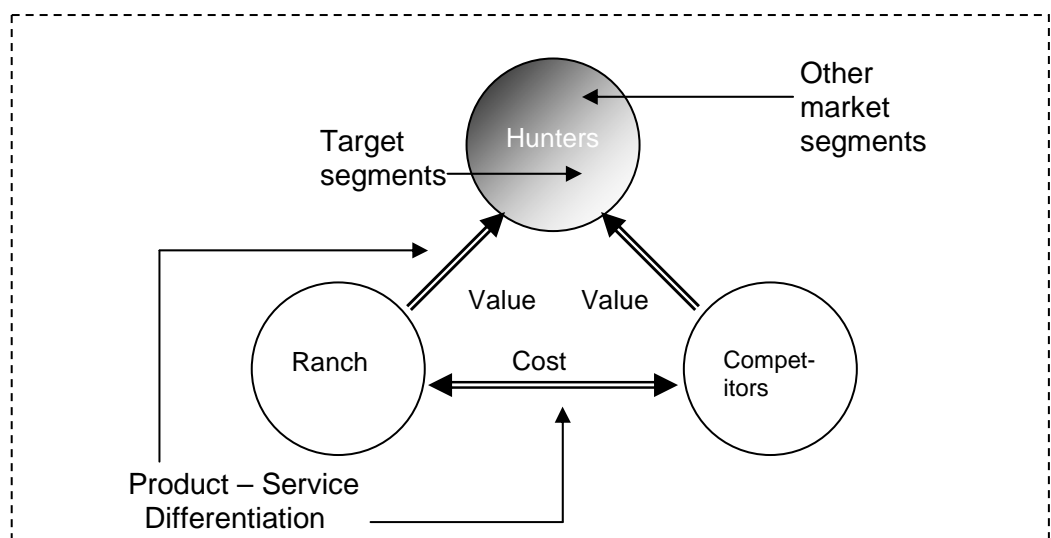 Other
market
segments
Hunters
Target
segments
Value
Value
Ranch
Cost
Compet-
itors
Product – Service
Differentiation